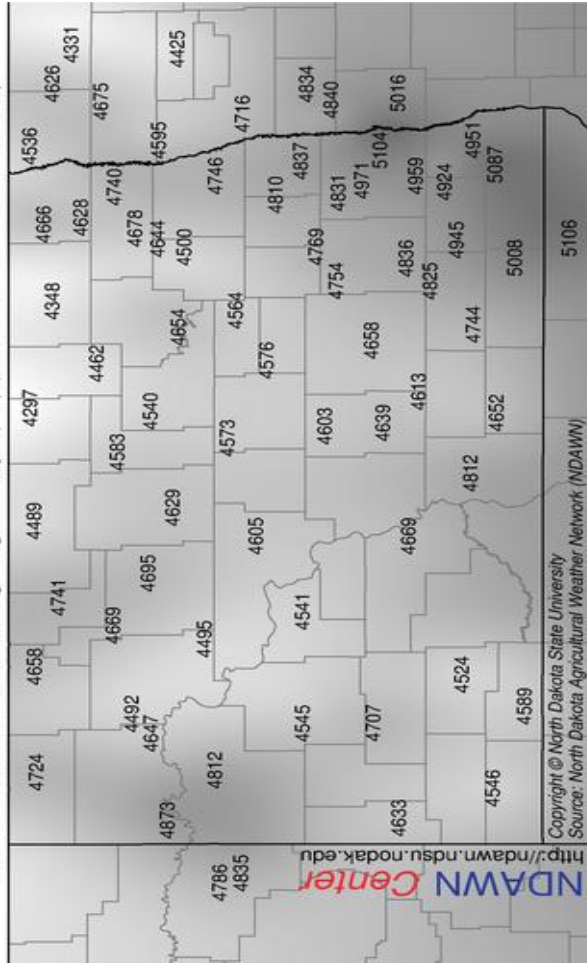 4724 4658 4489 4297 4348 4666 4536 4626 4331
4741 4628 4675
4669 4583 4462 4740
4492 4678
4647 4695 4540 4644 4595
4873 4629 4654 4500 4425
4812 4495 4746
4786 4573 4564 4716
4835 4605 4576 4810
4545 4541 4769 4837 4834
4603 4754 4831 4840
4707 4658 4971 5104
4639 5016
4633 4669 4836 4959
4613 4825 4924
4524 4812 4945 4951
4744
4546 4652 5087
4589 5008
5106
NDAWN Center
http://ndawn.ndsu.nodak.edu
Copyright © North Dakota State University
Source: North Dakota Agricultural Weather Network (NDAWN)